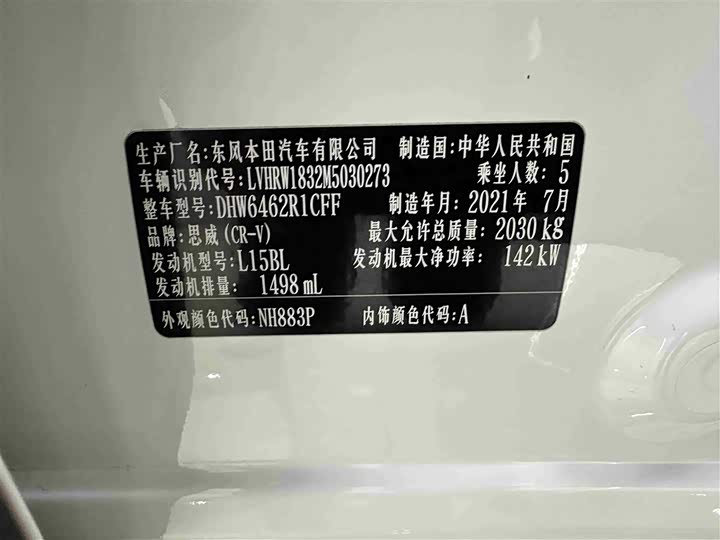 生产厂名:东风本田汽车有限公司 制造国:中华人民共和国
车辆识别代号:LVHRW1832M5030273 乘坐人数: 5
整车型号:DHW6462R1CFF 制造年月:2021年 7月
品牌:思威(CR-V) 最大允许总质量: 2030 kg
发动机型号:L15BL 发动机最大净功率: 142 kW
发动机排量: 1498 mL
外观颜色代码:NH883P 内饰颜色代码:A